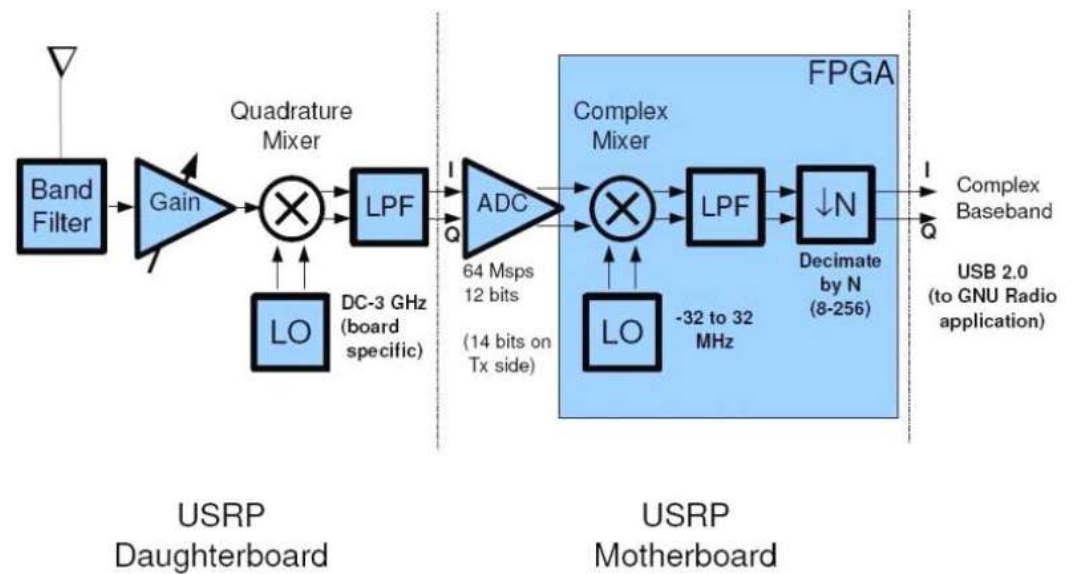 FPGA
Quadrature
Mixer
Complex
Mixer
Band
Filter
Gain
LPF
I
Q
ADC
LPF
↓N
I
Q
Complex
Baseband
LO
DC-3 GHz
(board
specific)
64 Msps
12 bits
(14 bits on
Tx side)
LO
-32 to 32
MHz
Decimate
by N
(8-256)
USB 2.0
(to GNU Radio
application)
USRP
Daughterboard
USRP
Motherboard